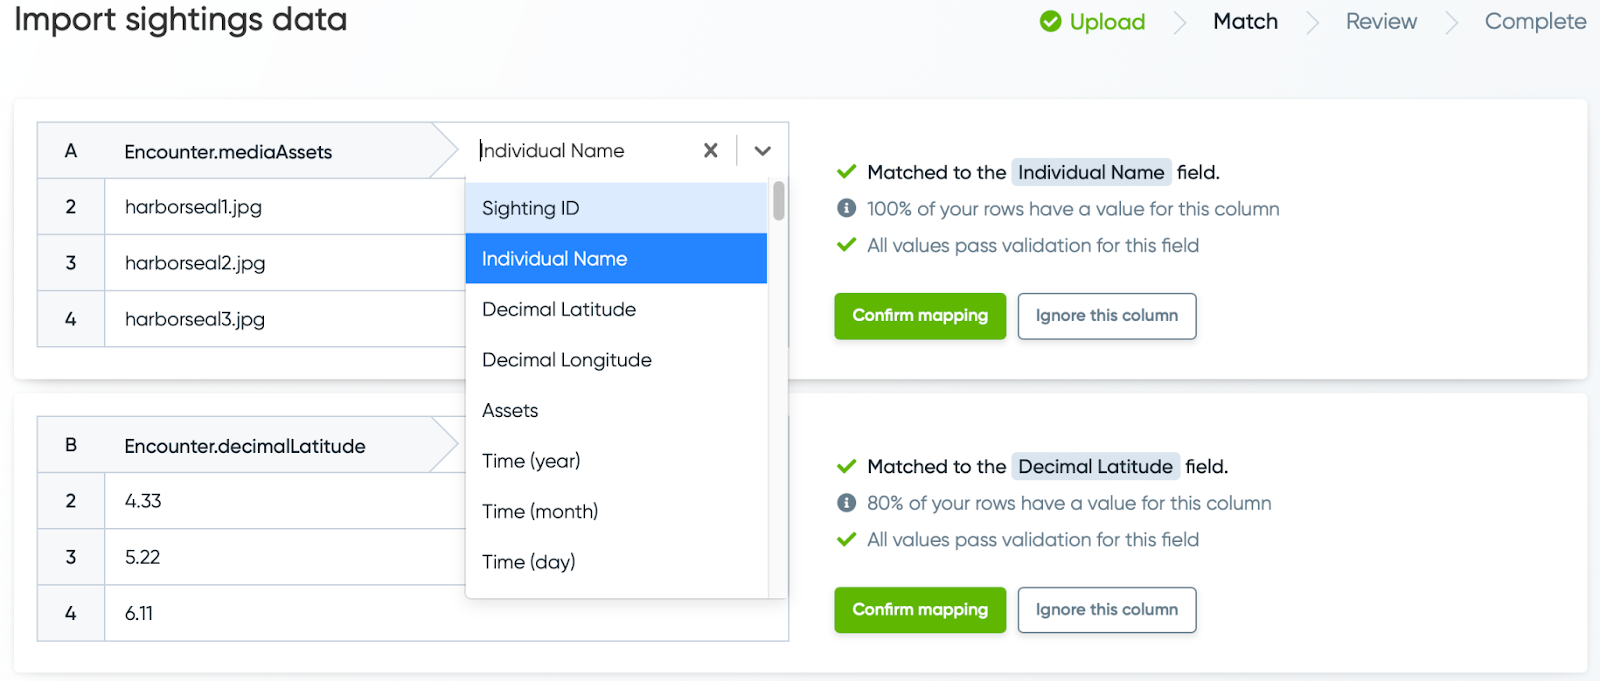 Import sightings data
Upload
Match
Review
Complete
A Encounter.mediaAssets
2 harborseal1.jpg
3 harborseal2.jpg
4 harborseal3.jpg
Individual Name
Sighting ID
Individual Name
Decimal Latitude
Decimal Longitude
Assets
Time (year)
Time (month)
Time (day)
Matched to the Individual Name field.
100% of your rows have a value for this column
All values pass validation for this field
Confirm mapping
Ignore this column
B Encounter.decimalLatitude
2 4.33
3 5.22
4 6.11
Matched to the Decimal Latitude field.
80% of your rows have a value for this column
All values pass validation for this field
Confirm mapping
Ignore this column